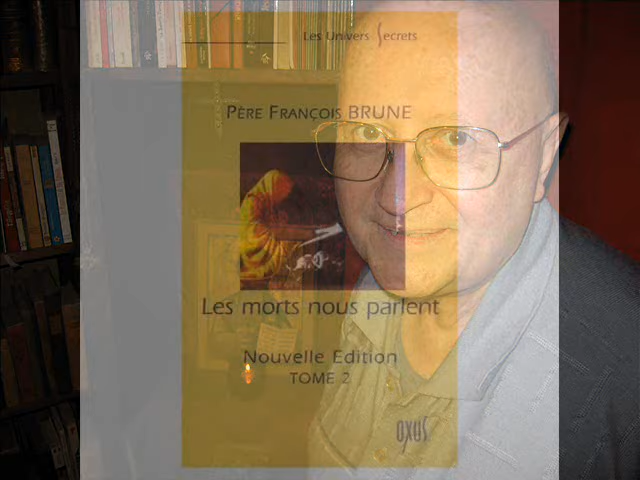 Les Univers Secrets
PÈRE FRANÇOIS BRUNE
Les morts nous parlent
Nouvelle Edition
TOME 2
oxus